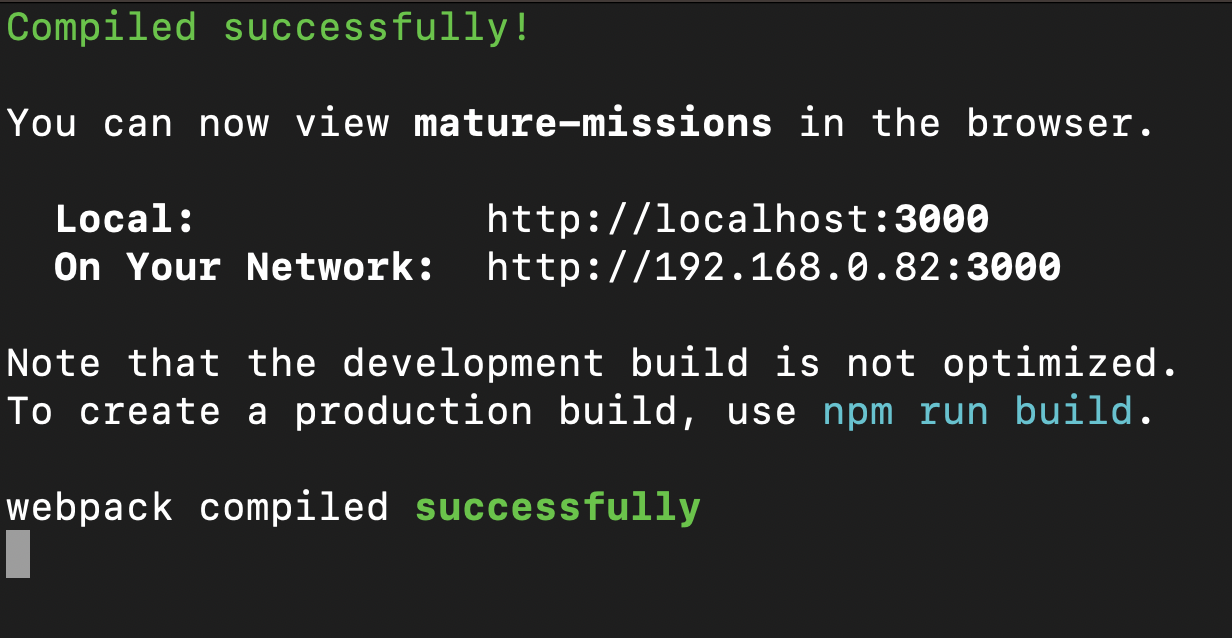 Compiled successfully!
You can now view mature-missions in the browser.
Local: http://localhost:3000
On Your Network: http://192.168.0.82:3000
Note that the development build is not optimized.
To create a production build, use npm run build.
webpack compiled successfully